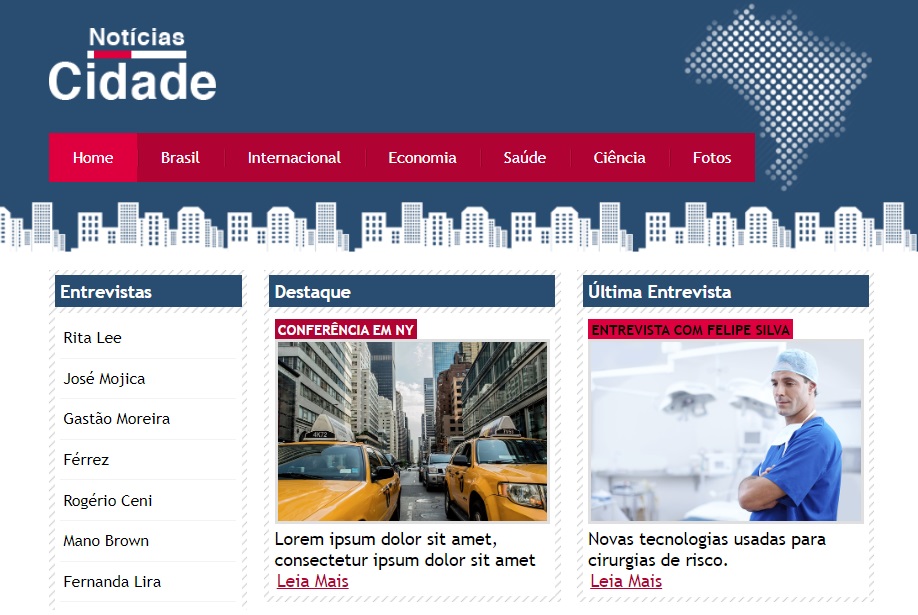 Notícias
Cidade
Home Brasil Internacional Economia Saúde Ciência Fotos
Entrevistas
Rita Lee
José Mojica
Gastão Moreira
Férrez
Rogério Ceni
Mano Brown
Fernanda Lira
Destaque
CONFERÊNCIA EM NY
4K72
Lorem ipsum dolor sit amet,
consectetur ipsum dolor sit amet
Leia Mais
Última Entrevista
ENTREVISTA COM FELIPE SILVA
Novas tecnologias usadas para
cirurgias de risco.
Leia Mais